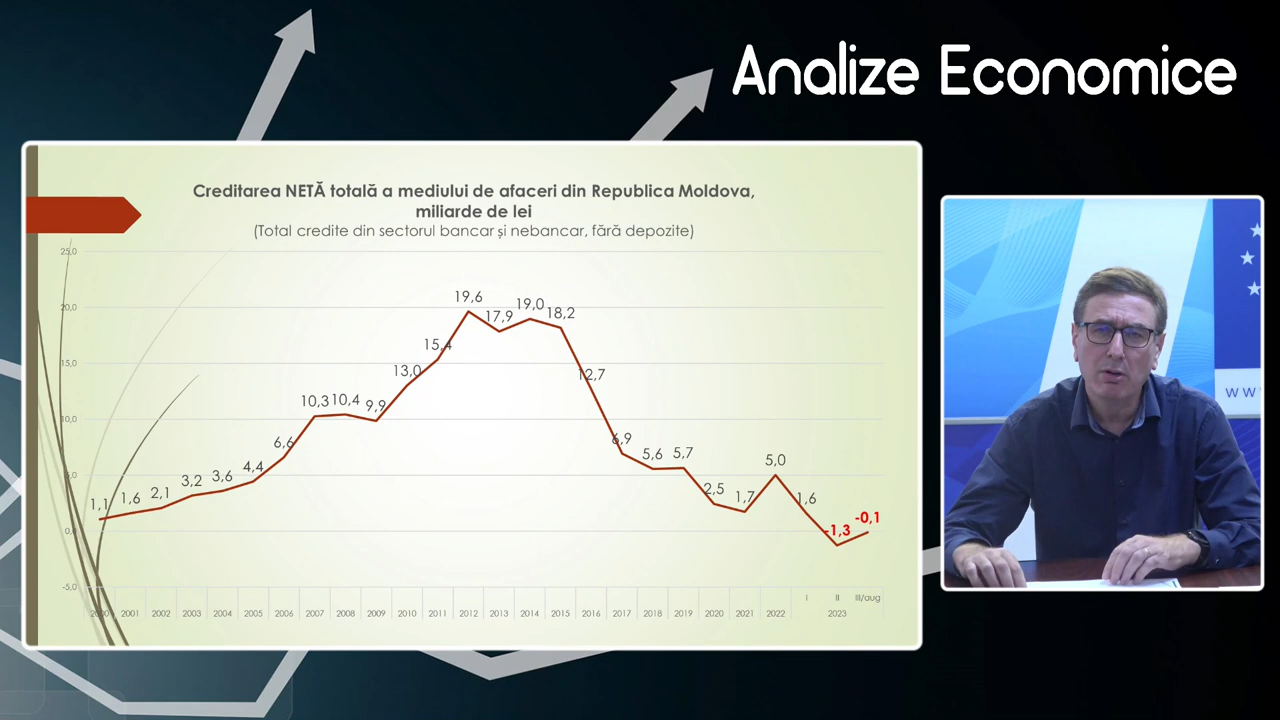 Analize Economice
Creditarea NETĂ totală a mediului de afaceri din Republica Moldova,
miliarde de lei
(Total credite din sectorul bancar și nebancar, fără depozite)
25,0
20,0
15,0
10,0
5,0
0,0
-5,0
1,1 1,6 2,1 3,2 3,6 4,4 6,6 10,3 10,4 9,9 13,0 15,4 19,6 17,9 19,0 18,2 12,7 6,9 5,6 5,7 2,5 1,7 5,0 1,6 -1,3 -0,1
I II III/aug
2000 2001 2002 2003 2004 2005 2006 2007 2008 2009 2010 2011 2012 2013 2014 2015 2016 2017 2018 2019 2020 2021 2022 2023
WW